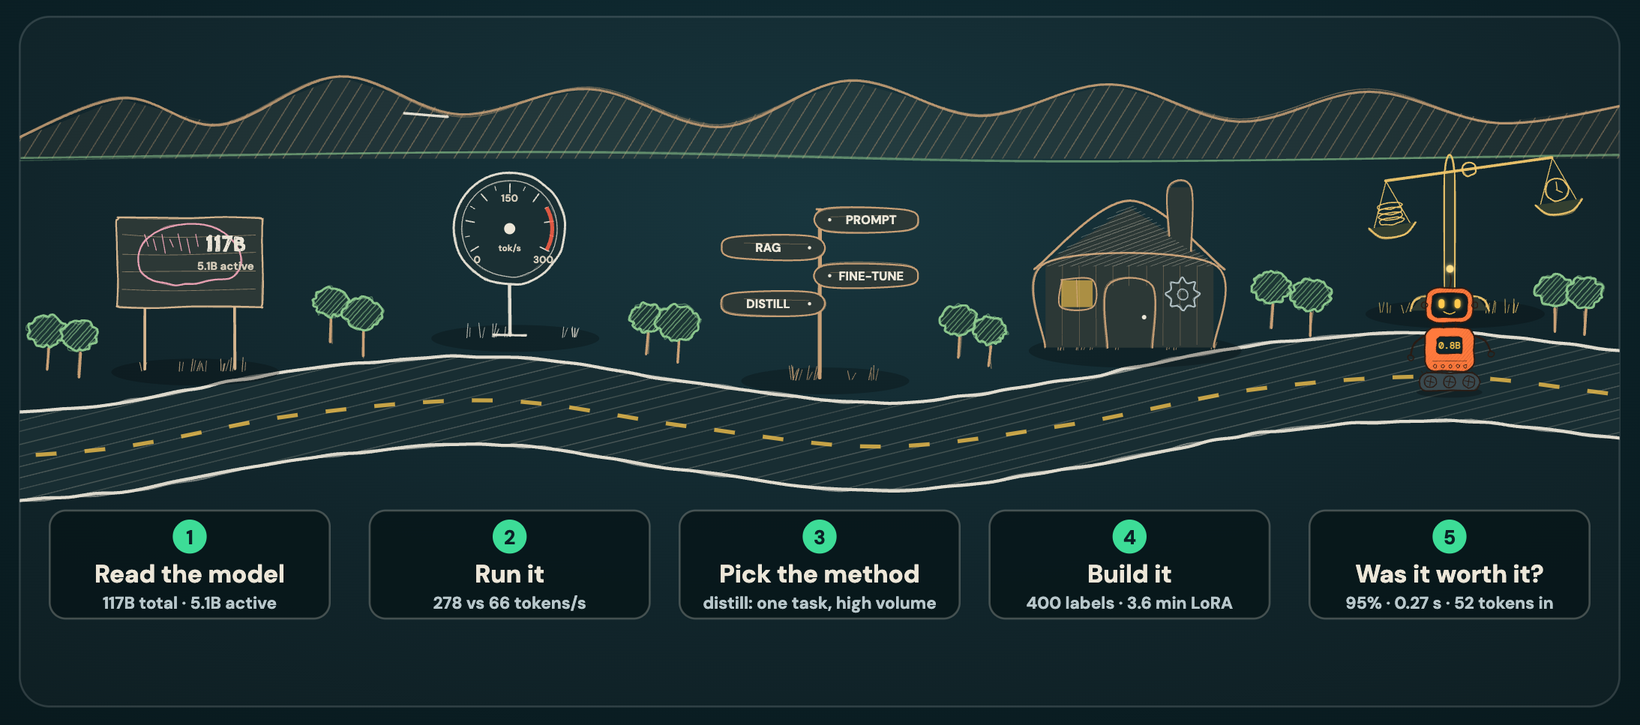 117B
5.1B active
150
tok/s
0
300
PROMPT
RAG
FINE-TUNE
DISTILL
0.8B
1
Read the model
117B total · 5.1B active
2
Run it
278 vs 66 tokens/s
3
Pick the method
distill: one task, high volume
4
Build it
400 labels · 3.6 min LoRA
5
Was it worth it?
95% · 0.27 s · 52 tokens in